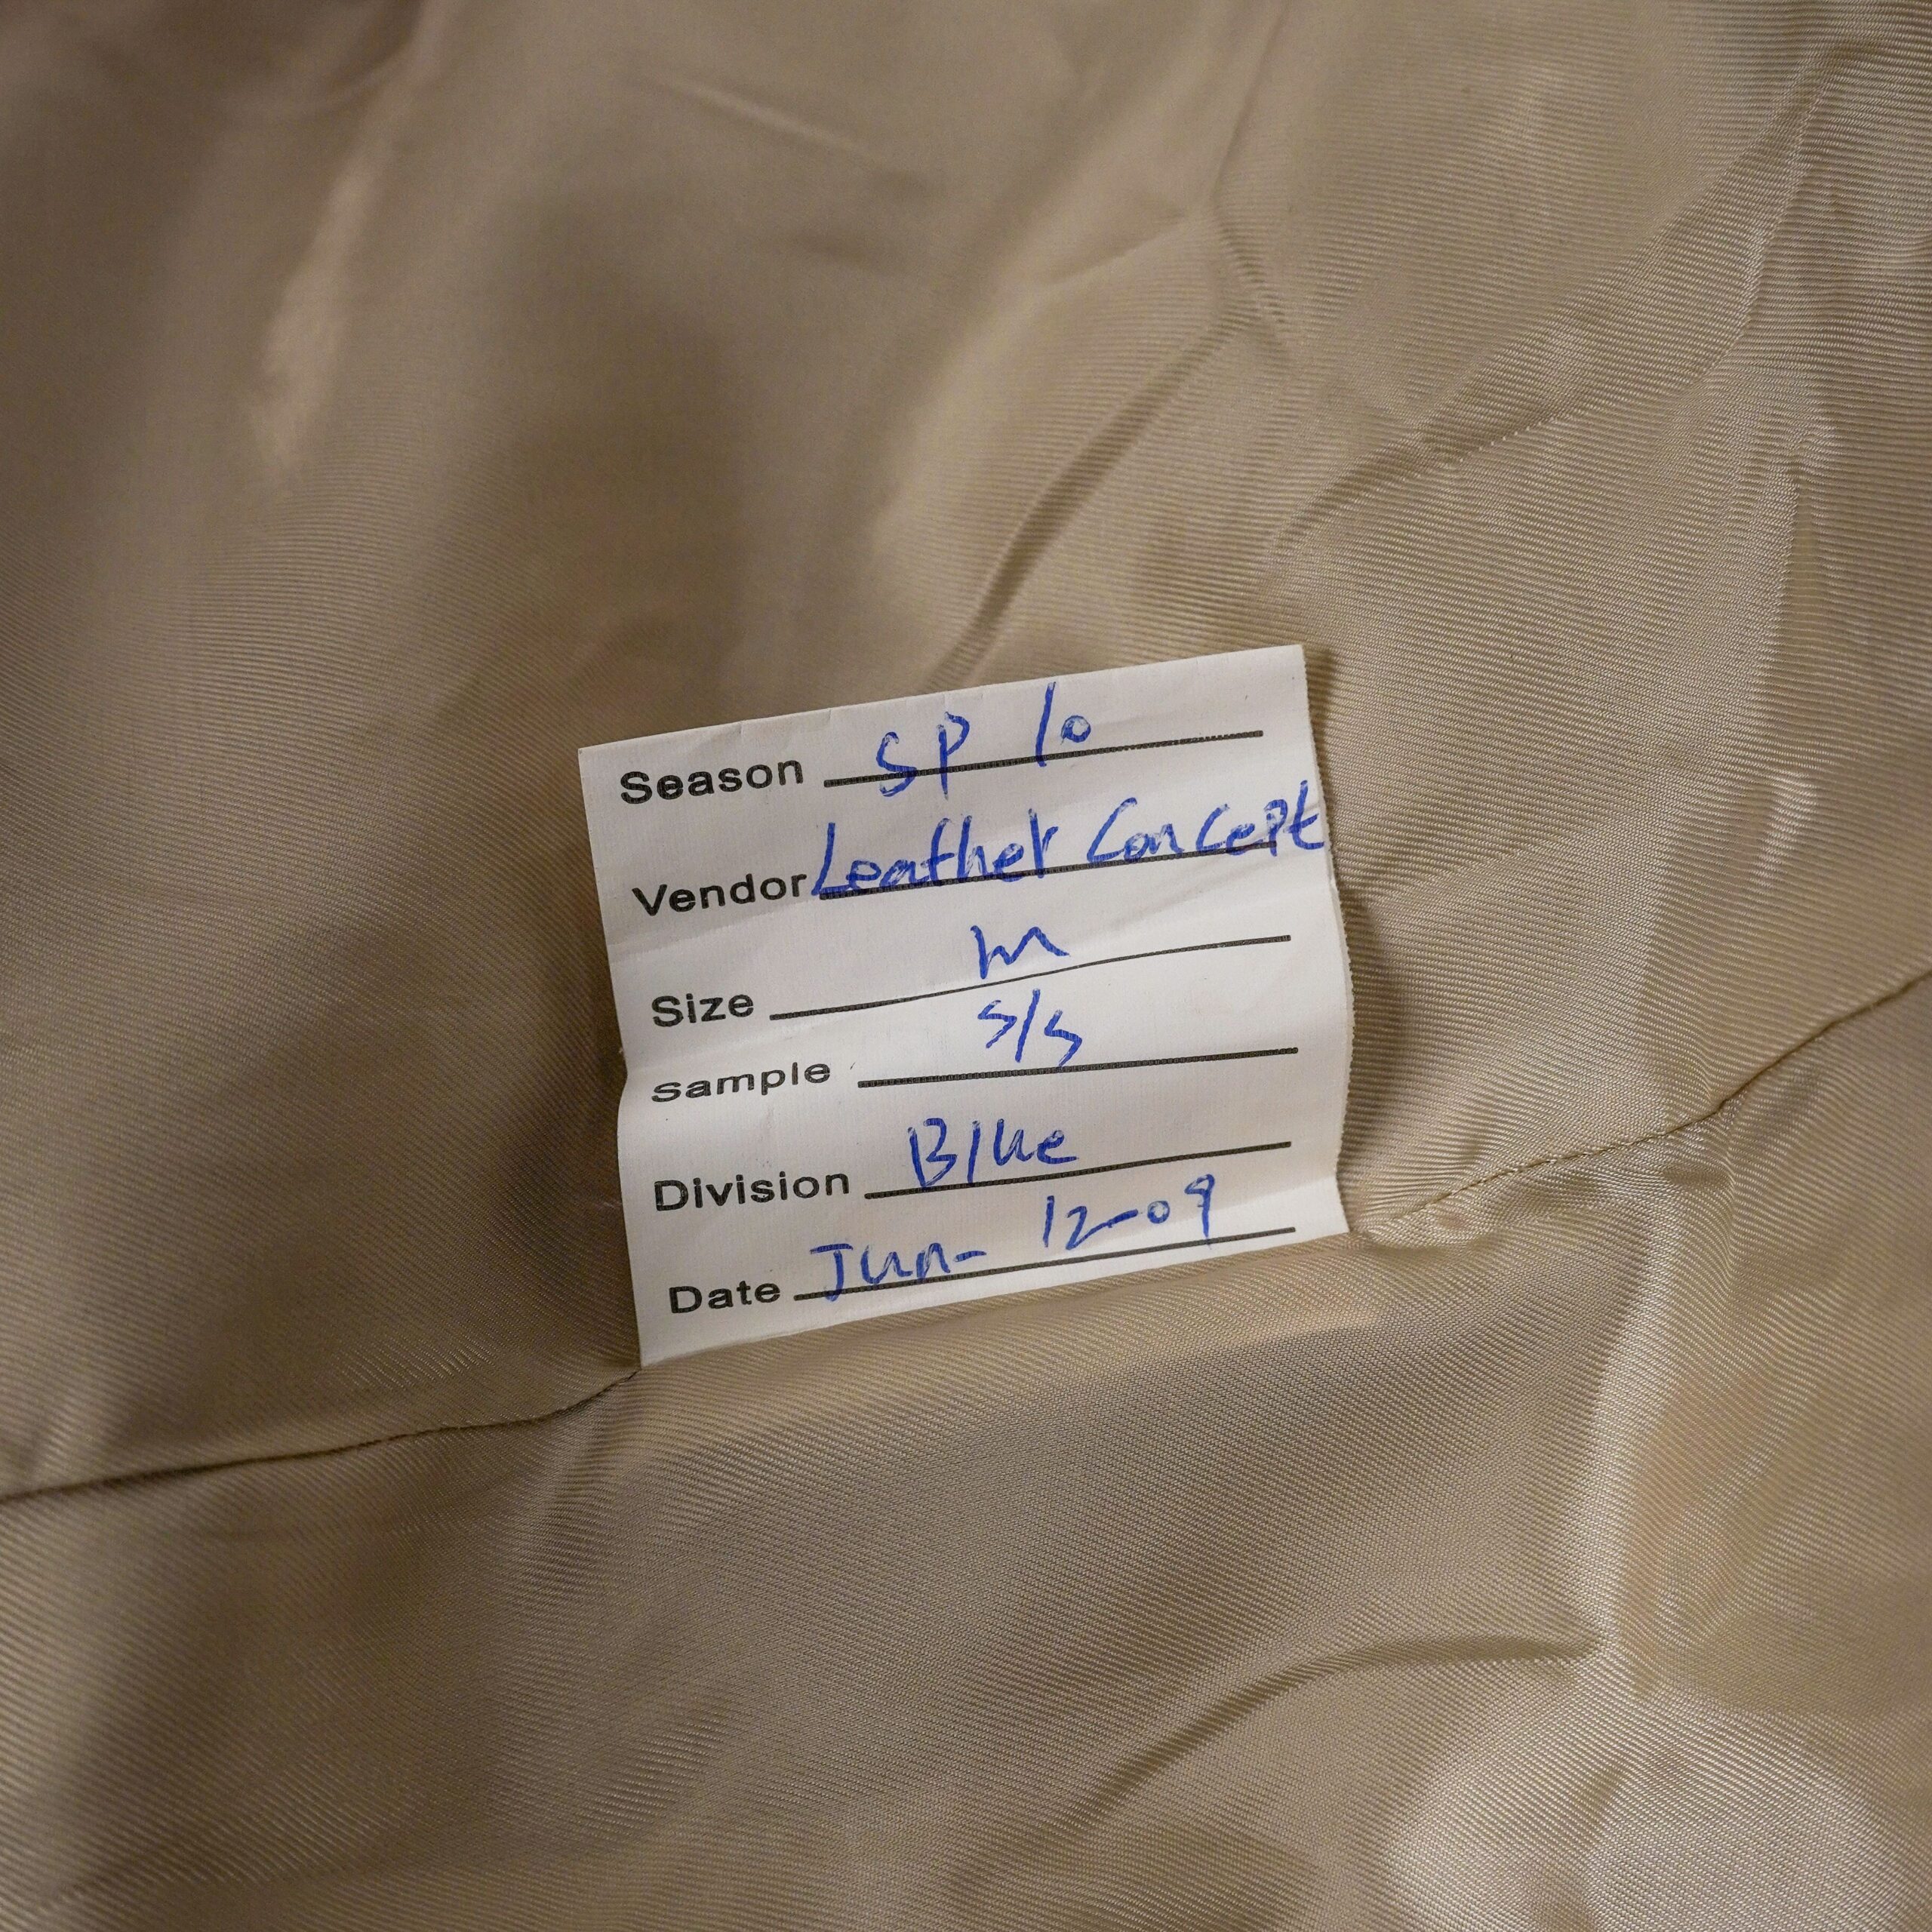 Season SP 10
Vendor Leather Concept
Size m
sample s/s
Division Blue
Date Jun- 12-09